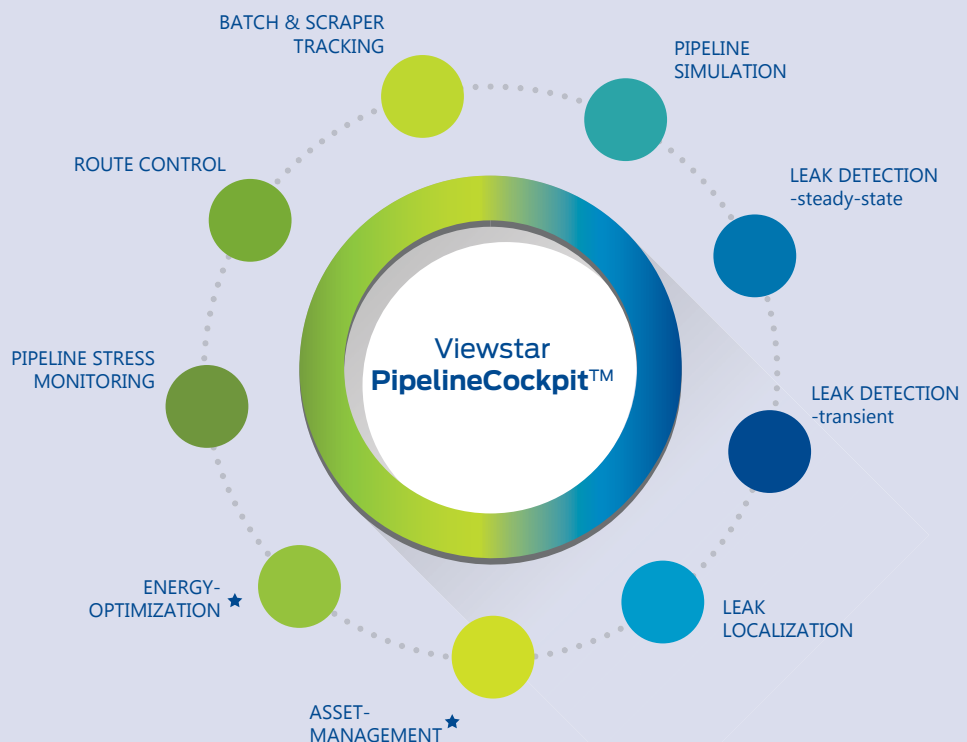 BATCH & SCRAPER
TRACKING
PIPELINE
SIMULATION
ROUTE CONTROL
LEAK DETECTION
-steady-state
Viewstar
PipelineCockpit™
PIPELINE STRESS
MONITORING
LEAK DETECTION
-transient
ENERGY-
OPTIMIZATION ★
LEAK
LOCALIZATION
ASSET-
MANAGEMENT ★